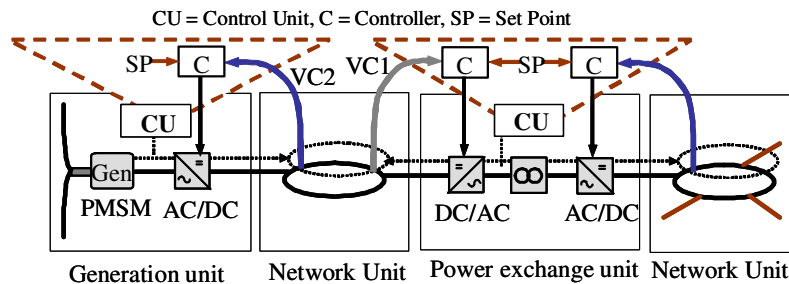 CU = Control Unit, C = Controller, SP = Set Point
SP C VC2 VC1 C SP C
CU CU
Gen
PMSM AC/DC DC/AC AC/DC
Generation unit Network Unit Power exchange unit Network Unit